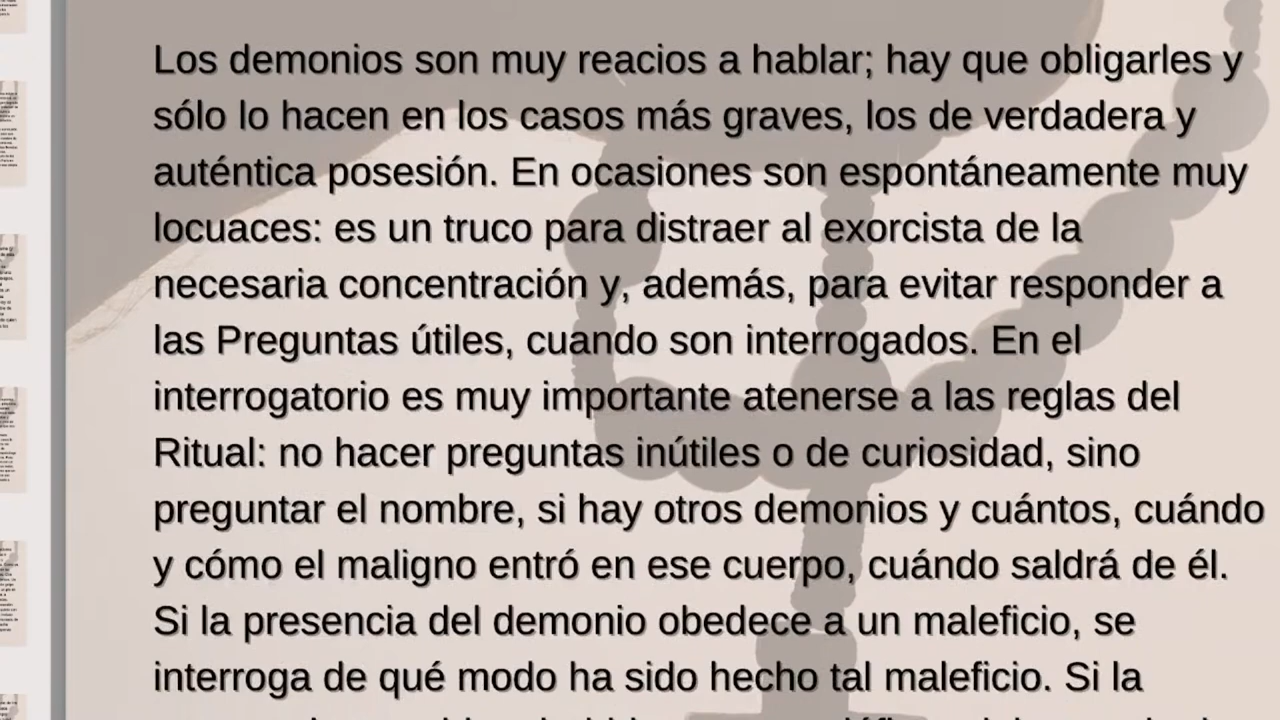 Los demonios son muy reacios a hablar; hay que obligarles y
sólo lo hacen en los casos más graves, los de verdadera y
auténtica posesión. En ocasiones son espontáneamente muy
locuaces: es un truco para distraer al exorcista de la
necesaria concentración y, además, para evitar responder a
las Preguntas útiles, cuando son interrogados. En el
interrogatorio es muy importante atenerse a las reglas del
Ritual: no hacer preguntas inútiles o de curiosidad, sino
preguntar el nombre, si hay otros demonios y cuántos, cuándo
y cómo el maligno entró en ese cuerpo, cuándo saldrá de él.
Si la presencia del demonio obedece a un maleficio, se
interroga de qué modo ha sido hecho tal maleficio. Si la